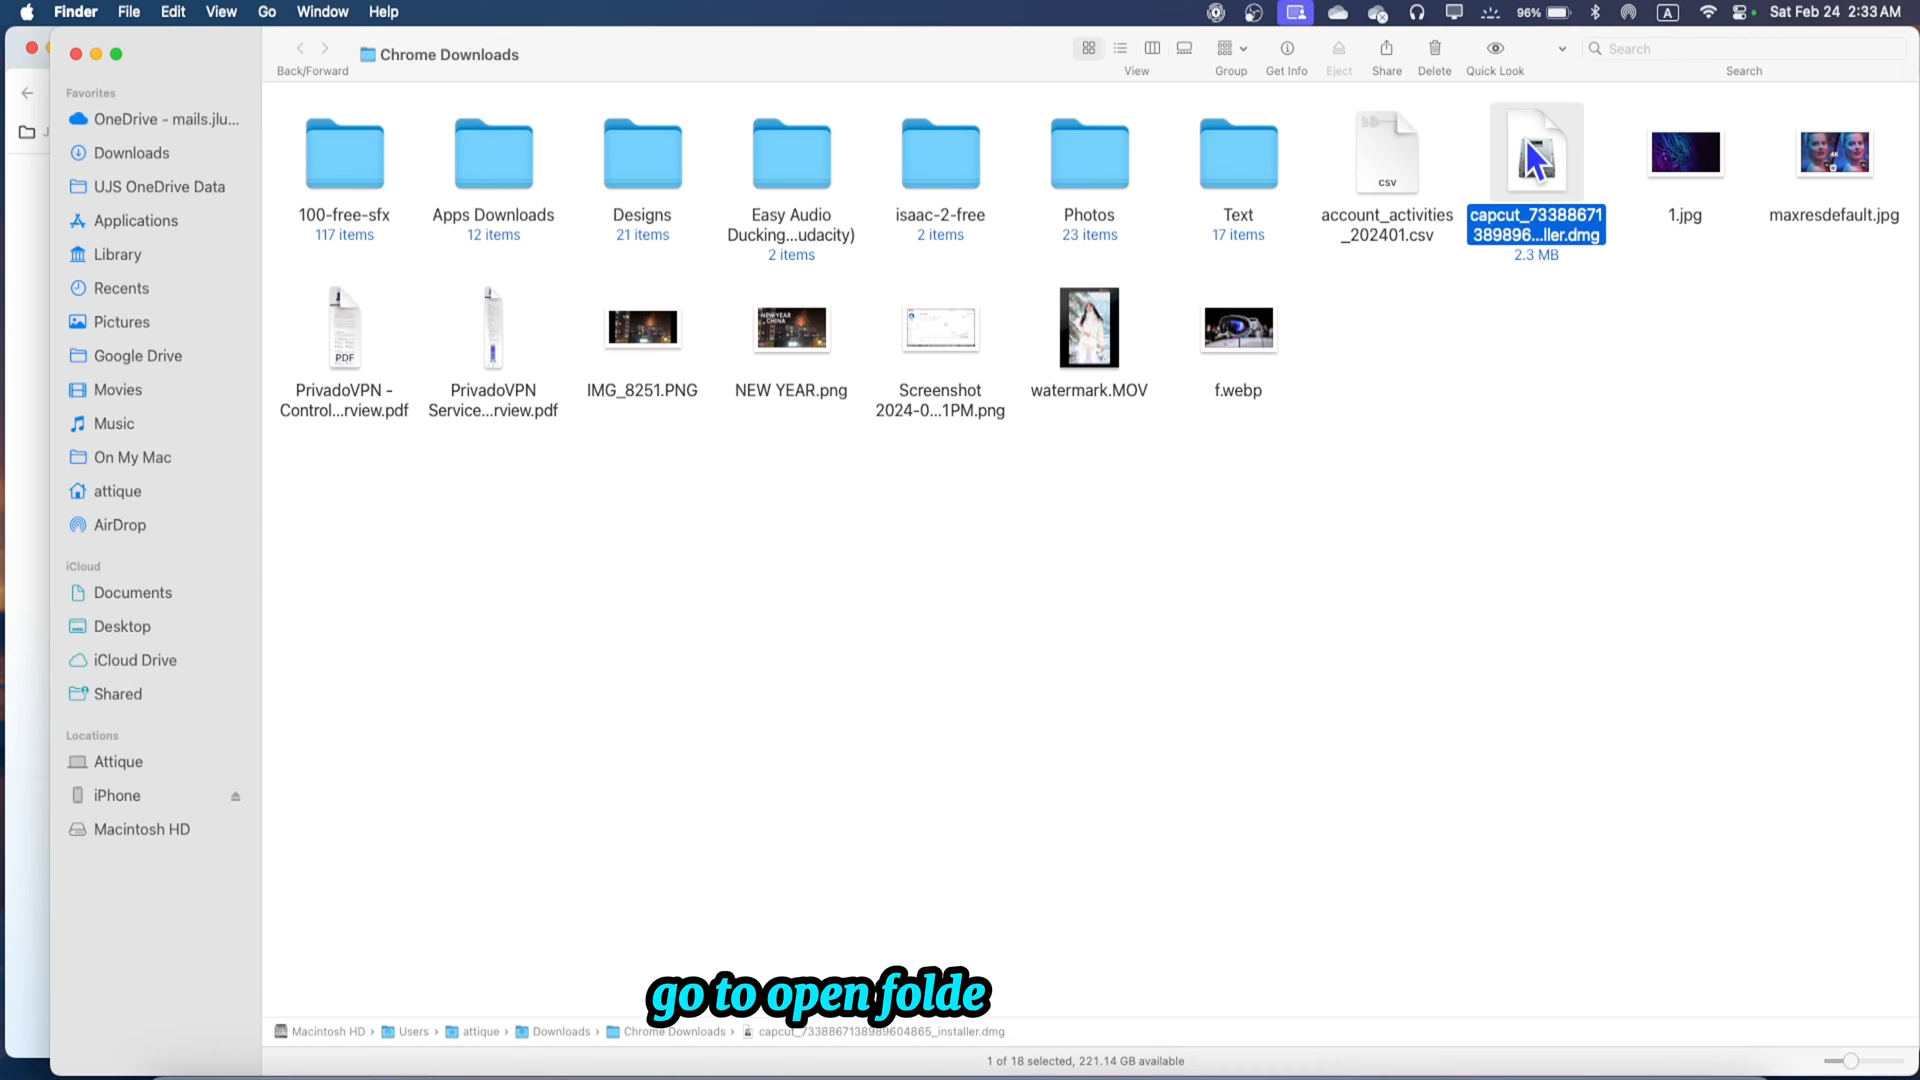 Finder File Edit View Go Window Help
96% A Sat Feb 24 2:33 AM
Chrome Downloads
Search
Back/Forward View Group Get Info Eject Share Delete Quick Look Search
Favorites
OneDrive - mails.jlu...
Downloads
UJS OneDrive Data
Applications
Library
Recents
Pictures
Google Drive
Movies
Music
On My Mac
attique
AirDrop
iCloud
Documents
Desktop
iCloud Drive
Shared
Locations
Attique
iPhone
Macintosh HD
100-free-sfx
117 items
Apps Downloads
12 items
Designs
21 items
Easy Audio
Ducking...udacity)
2 items
isaac-2-free
2 items
Photos
23 items
Text
17 items
CSV
account_activities
_202401.csv
capcut_73388671
389896...ller.dmg
2.3 MB
1.jpg
maxresdefault.jpg
PDF
PrivadoVPN -
Control...rview.pdf
PrivadoVPN
Service...rview.pdf
IMG_8251.PNG
NEW YEAR
CHINA
NEW YEAR.png
Screenshot
2024-0...1PM.png
watermark.MOV
f.webp
go to open folde
Macintosh HD › Users › attique › Downloads › Chrome Downloads › capcut_7338867138989604865_installer.dmg
1 of 18 selected, 221.14 GB available